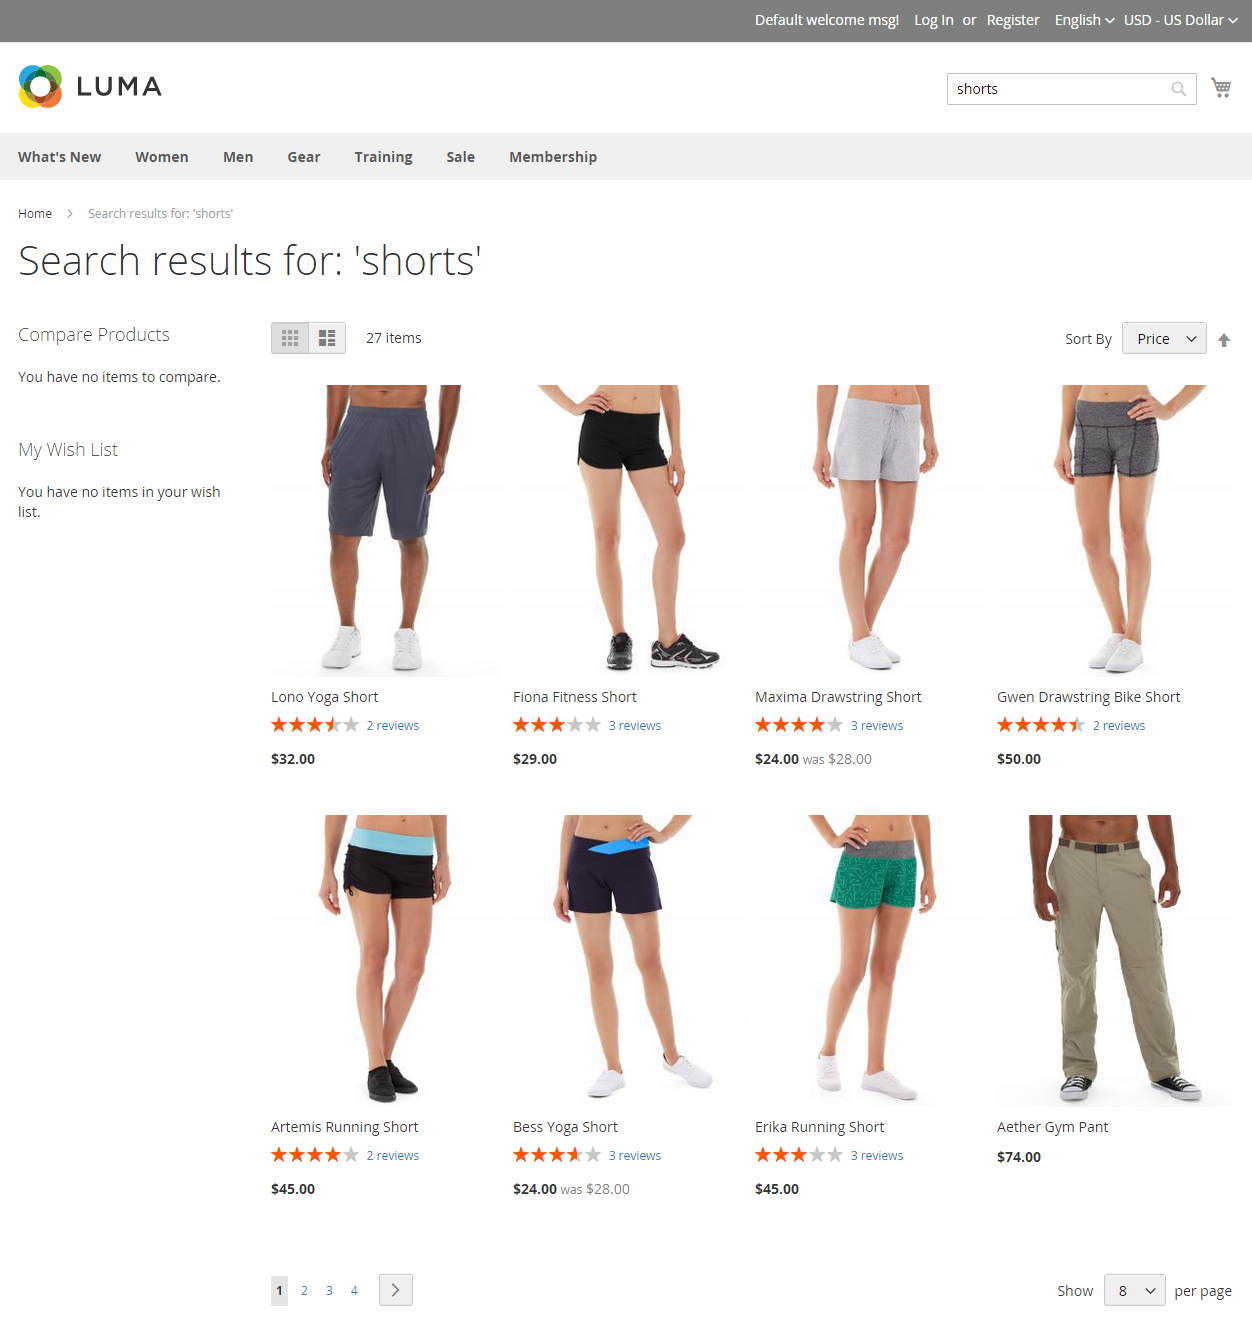 Default welcome msg! Log In or Register English USD - US Dollar
LUMA
shorts
What's New Women Men Gear Training Sale Membership
Home Search results for: 'shorts'
Search results for: 'shorts'
Compare Products
You have no items to compare.
My Wish List
You have no items in your wish
list.
27 items
Sort By Price
Lono Yoga Short
2 reviews
$32.00
Fiona Fitness Short
3 reviews
$29.00
Maxima Drawstring Short
3 reviews
$24.00 was $28.00
Gwen Drawstring Bike Short
2 reviews
$50.00
Artemis Running Short
2 reviews
$45.00
Bess Yoga Short
3 reviews
$24.00 was $28.00
Erika Running Short
3 reviews
$45.00
Aether Gym Pant
$74.00
1 2 3 4
Show 8 per page